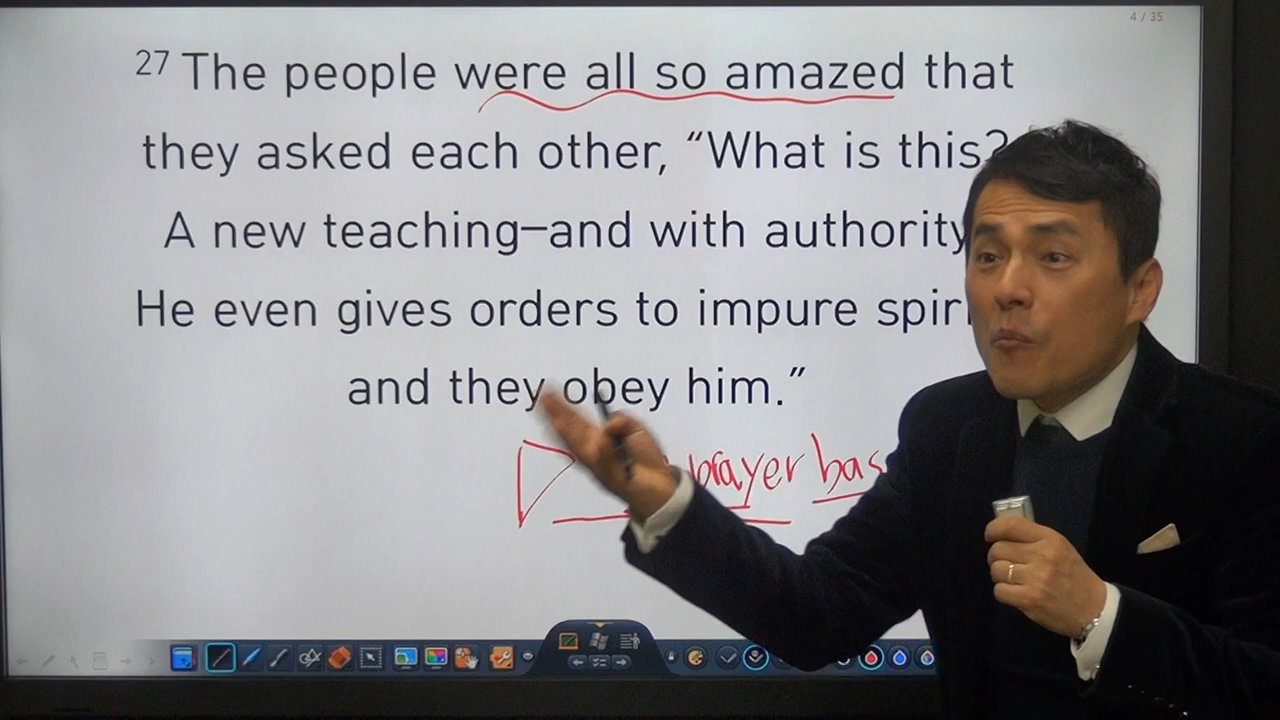 4 / 35
27 The people were all so amazed that
they asked each other, “What is this?
A new teaching—and with authority
He even gives orders to impure spiri
and they obey him.”
prayer bas